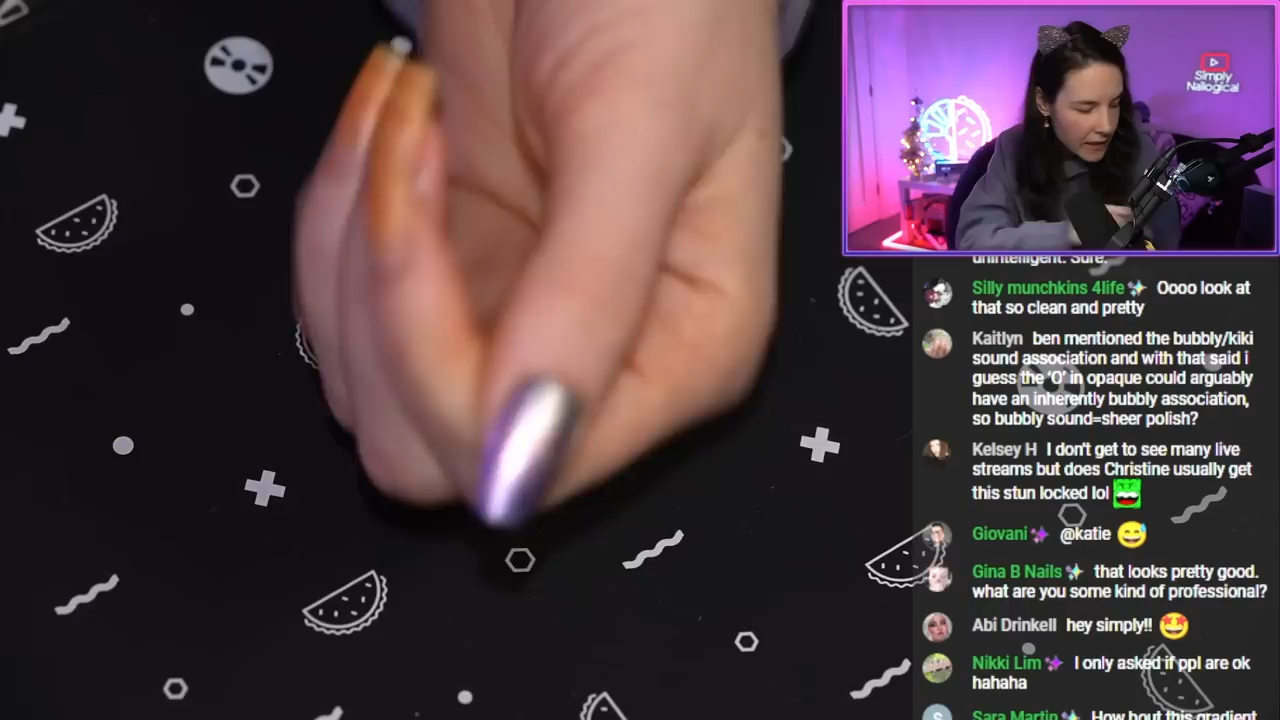 Simply
Nailogical
unintelligent. Sure.
Silly munchkins 4life Oooo look at
that so clean and pretty
Kaitlyn ben mentioned the bubbly/kiki
sound association and with that said i
guess the 'O' in opaque could arguably
have an inherently bubbly association,
so bubbly sound=sheer polish?
Kelsey H I don't get to see many live
streams but does Christine usually get
this stun locked lol
Giovani @katie
Gina B Nails that looks pretty good.
what are you some kind of professional?
Abi Drinkell hey simply!!
Nikki Lim I only asked if ppl are ok
hahaha
S
Sara Martin How bout this gradient